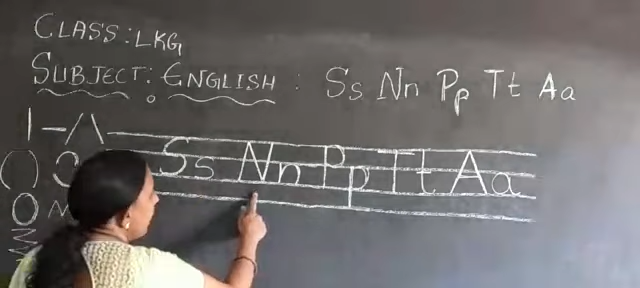 CLASS: LKG
SUBJECT: ENGLISH : Ss Nn Pp Tt Aa
Ss Nn Pp Tt Aa